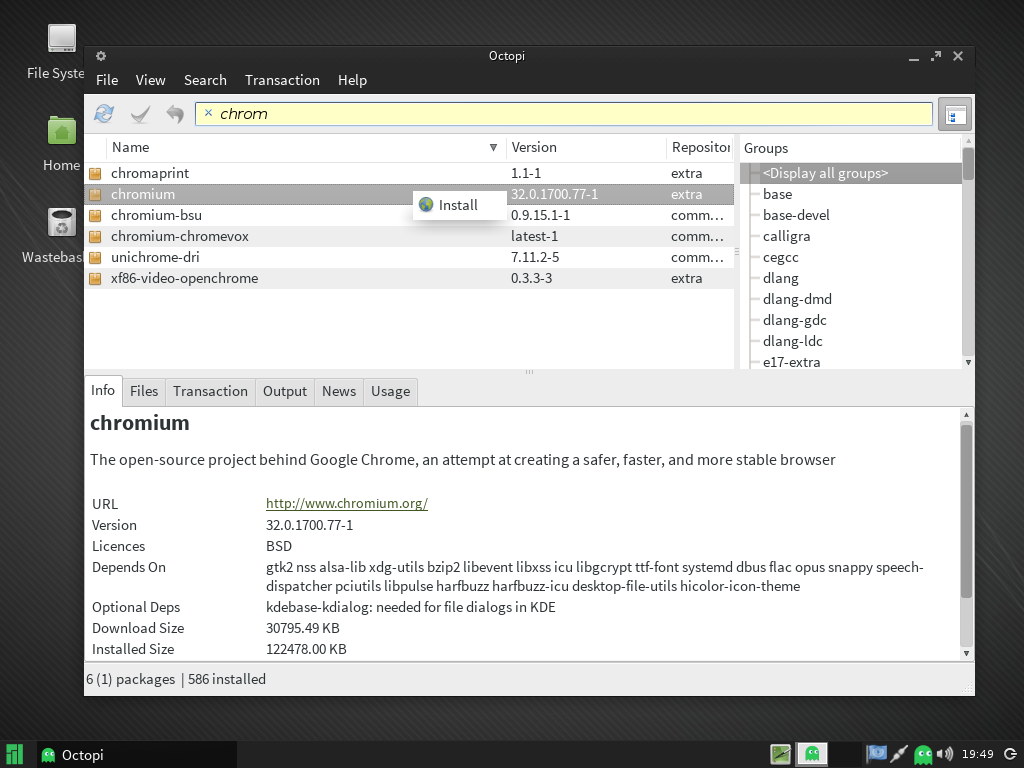 Octopi
File View Search Transaction Help
File Syste
chrom
Name Version Repositor Groups
chromaprint 1.1-1 extra <Display all groups>
chromium 32.0.1700.77-1 extra base
Install
chromium-bsu 0.9.15.1-1 comm… base-devel
chromium-chromevox latest-1 comm… calligra
unichrome-dri 7.11.2-5 comm… cegcc
xf86-video-openchrome 0.3.3-3 extra dlang
dlang-dmd
dlang-gdc
dlang-ldc
e17-extra
Home
Wastebas
Info Files Transaction Output News Usage
chromium
The open-source project behind Google Chrome, an attempt at creating a safer, faster, and more stable browser
URL http://www.chromium.org/
Version 32.0.1700.77-1
Licences BSD
Depends On gtk2 nss alsa-lib xdg-utils bzip2 libevent libxss icu libgcrypt ttf-font systemd dbus flac opus snappy speech-
dispatcher pciutils libpulse harfbuzz harfbuzz-icu desktop-file-utils hicolor-icon-theme
Optional Deps kdebase-kdialog: needed for file dialogs in KDE
Download Size 30795.49 KB
Installed Size 122478.00 KB
6 (1) packages | 586 installed
Octopi 19:49